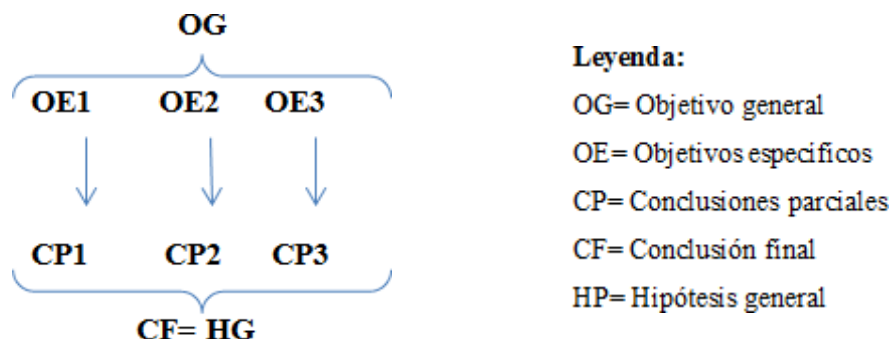 OG
OE1 OE2 OE3
CP1 CP2 CP3
CF= HG
Leyenda:
OG= Objetivo general
OE= Objetivos especificos
CP= Conclusiones parciales
CF= Conclusión final
HP= Hipótesis general